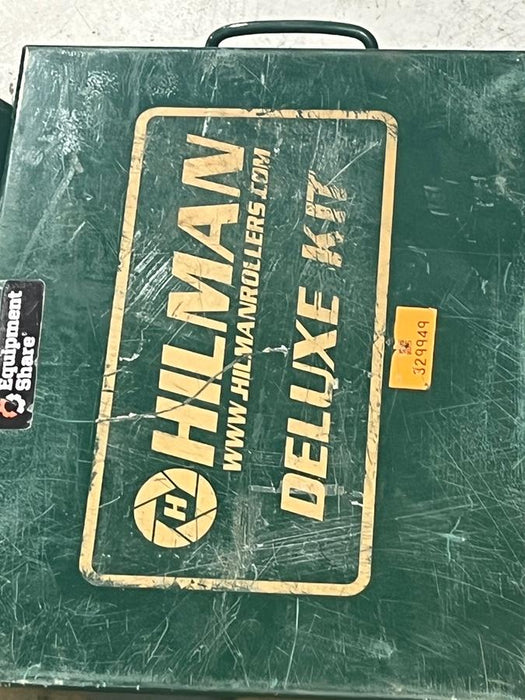 HILMAN
WWW.HILMANROLLERS.COM
DELUXE KIT
H
Equipment
Share
329949